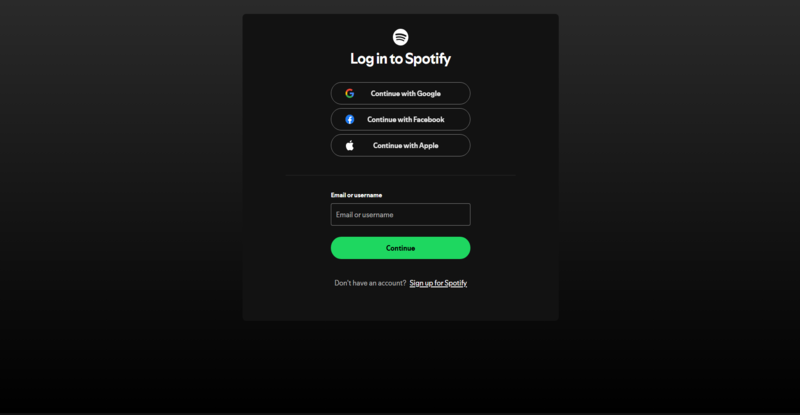 Log in to Spotify
Continue with Google
Continue with Facebook
Continue with Apple
Email or username
Email or username
Continue
Don't have an account? Sign up for Spotify